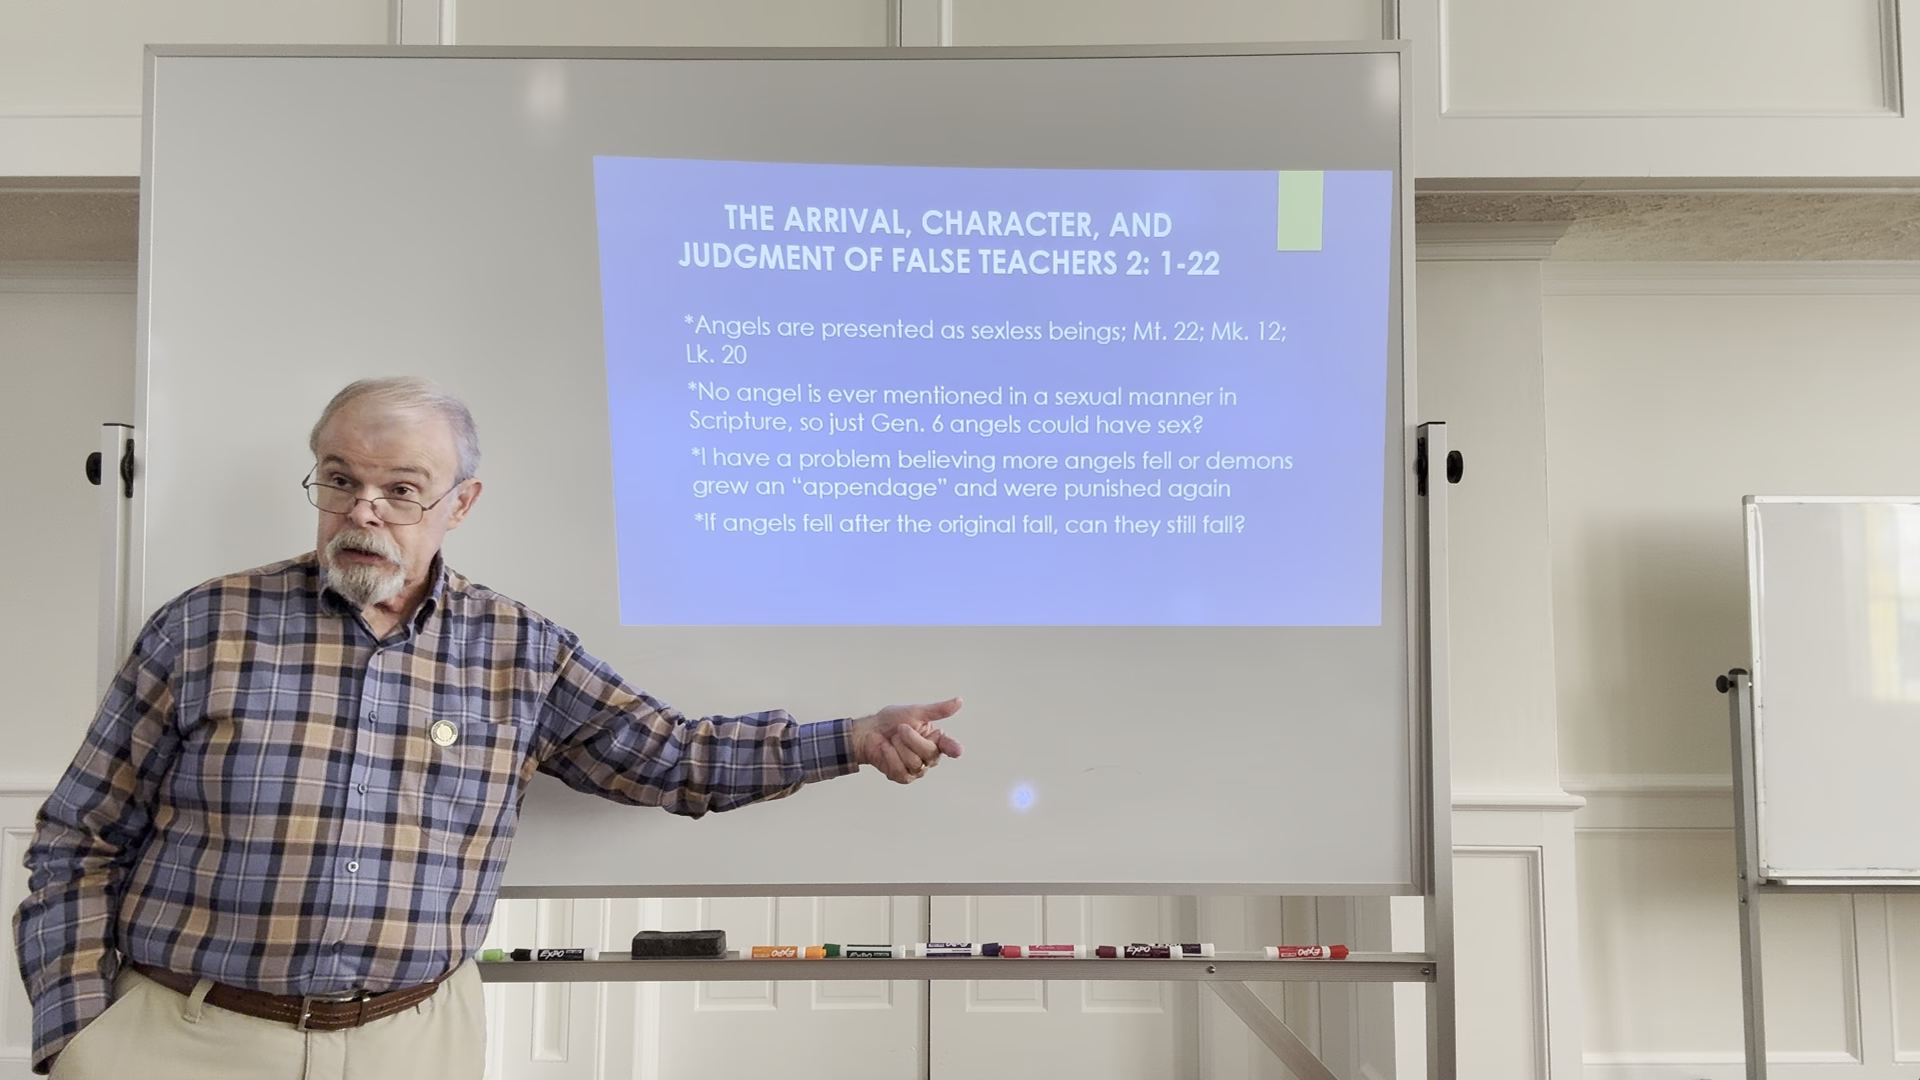 THE ARRIVAL, CHARACTER, AND
JUDGMENT OF FALSE TEACHERS 2: 1-22
*Angels are presented as sexless beings; Mt. 22; Mk. 12;
Lk. 20
*No angel is ever mentioned in a sexual manner in
Scripture, so just Gen. 6 angels could have sex?
*I have a problem believing more angels fell or demons
grew an “appendage” and were punished again
*If angels fell after the original fall, can they still fall?
EXPO
EXPO
EXPO
EXPO
EXPO
EXPO